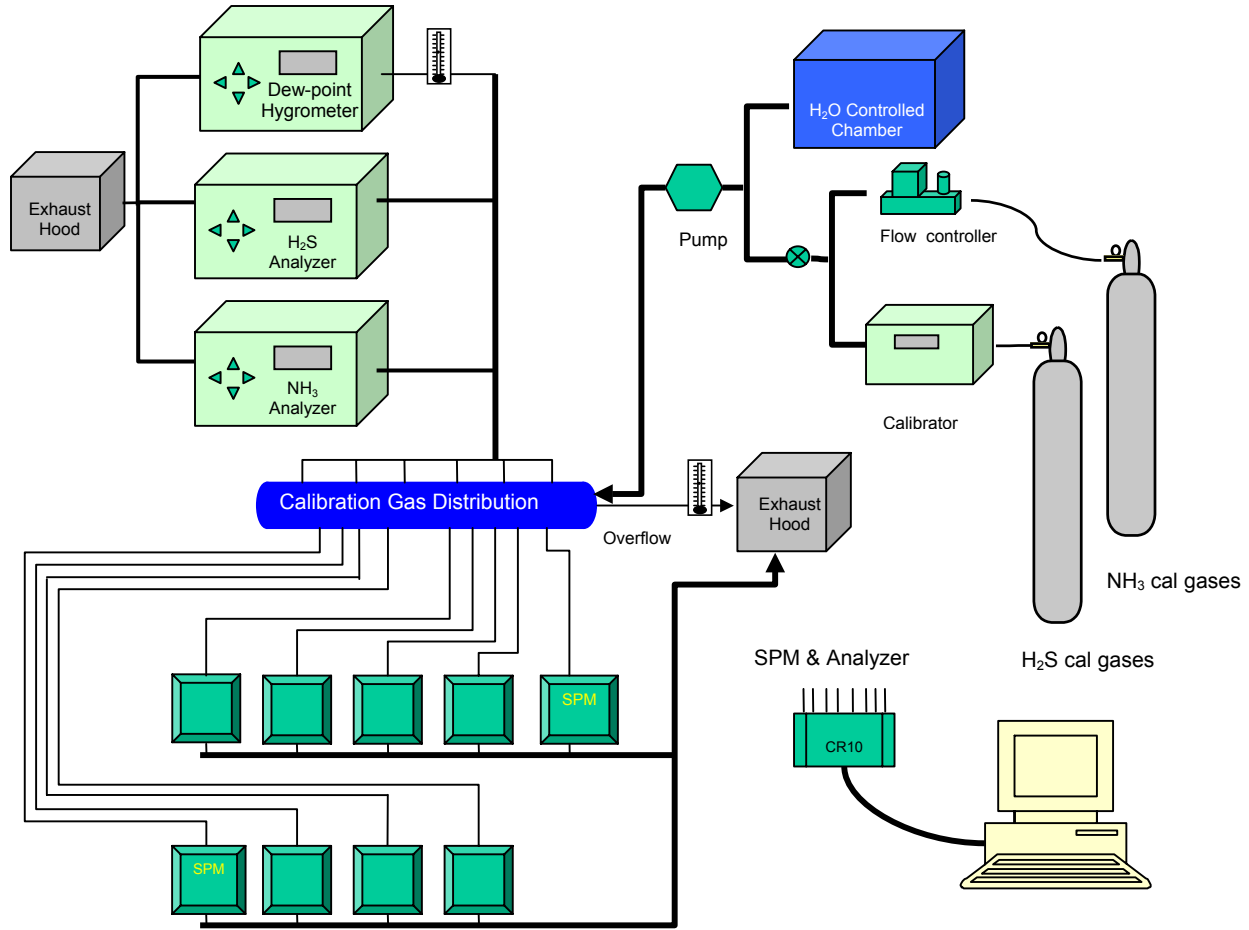 Dew-point
Hygrometer
H₂O Controlled
Chamber
Exhaust
Hood
H₂S
Analyzer
Pump
Flow controller
NH₃
Analyzer
Calibrator
Calibration Gas Distribution
Overflow
Exhaust
Hood
NH₃ cal gases
H₂S cal gases
SPM & Analyzer
SPM
CR10
SPM